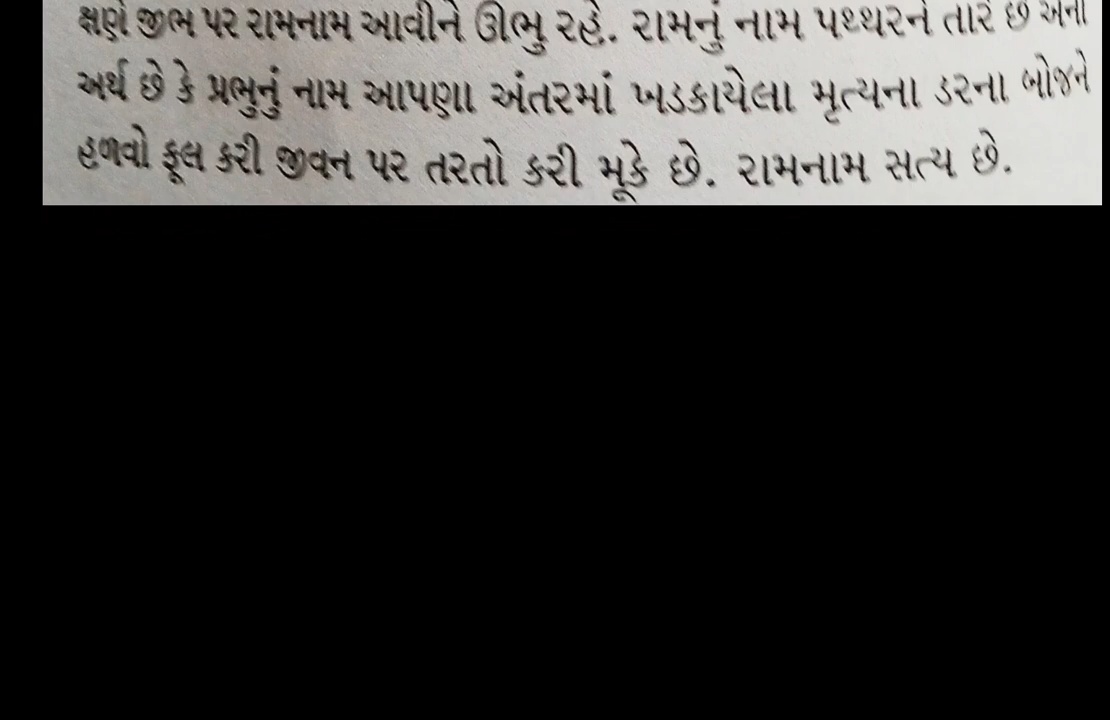 ક્ષણે જીભ પર રામનામ આવીને ઊભુ રહે. રામનું નામ પથ્થરને તારે છે એનો
અર્થ છે કે પ્રભુનું નામ આપણા અંતરમાં ખડકાયેલા મૃત્યના ડરના બોજને
હળવો ફૂલ કરી જીવન પર તરતો કરી મૂકે છે. રામનામ સત્ય છે.